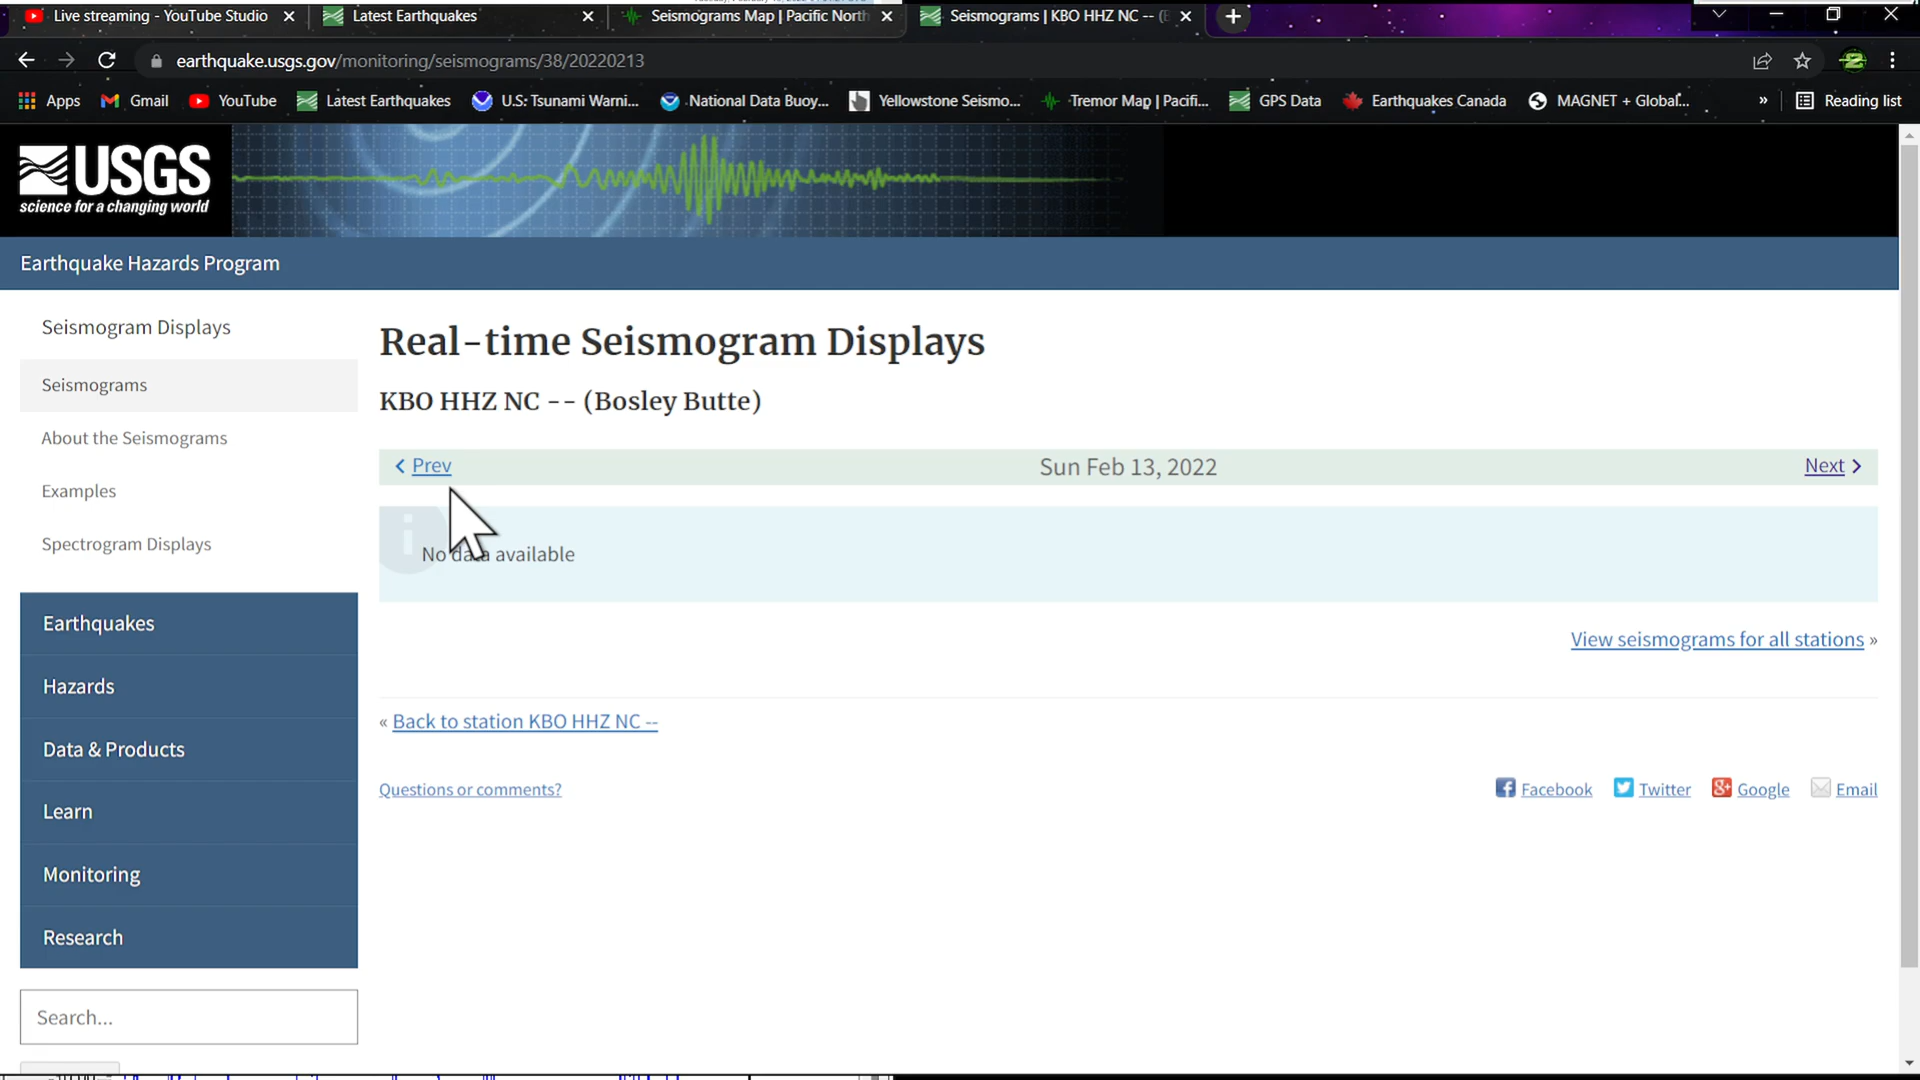 Live streaming - YouTube Studio
Latest Earthquakes
Seismograms Map | Pacific North
Seismograms | KBO HHZ NC -- (
earthquake.usgs.gov/monitoring/seismograms/38/20220213
Apps
Gmail
YouTube
Latest Earthquakes
U.S. Tsunami Warni...
National Data Buoy...
Yellowstone Seismo...
Tremor Map | Pacifi...
GPS Data
Earthquakes Canada
MAGNET + Global...
»
Reading list
USGS
science for a changing world
Earthquake Hazards Program
Seismogram Displays
Seismograms
About the Seismograms
Examples
Spectrogram Displays
Earthquakes
Hazards
Data & Products
Learn
Monitoring
Research
Search...
Real-time Seismogram Displays
KBO HHZ NC -- (Bosley Butte)
Prev
Sun Feb 13, 2022
Next
No data available
View seismograms for all stations »
« Back to station KBO HHZ NC --
Questions or comments?
Facebook
Twitter
Google
Email